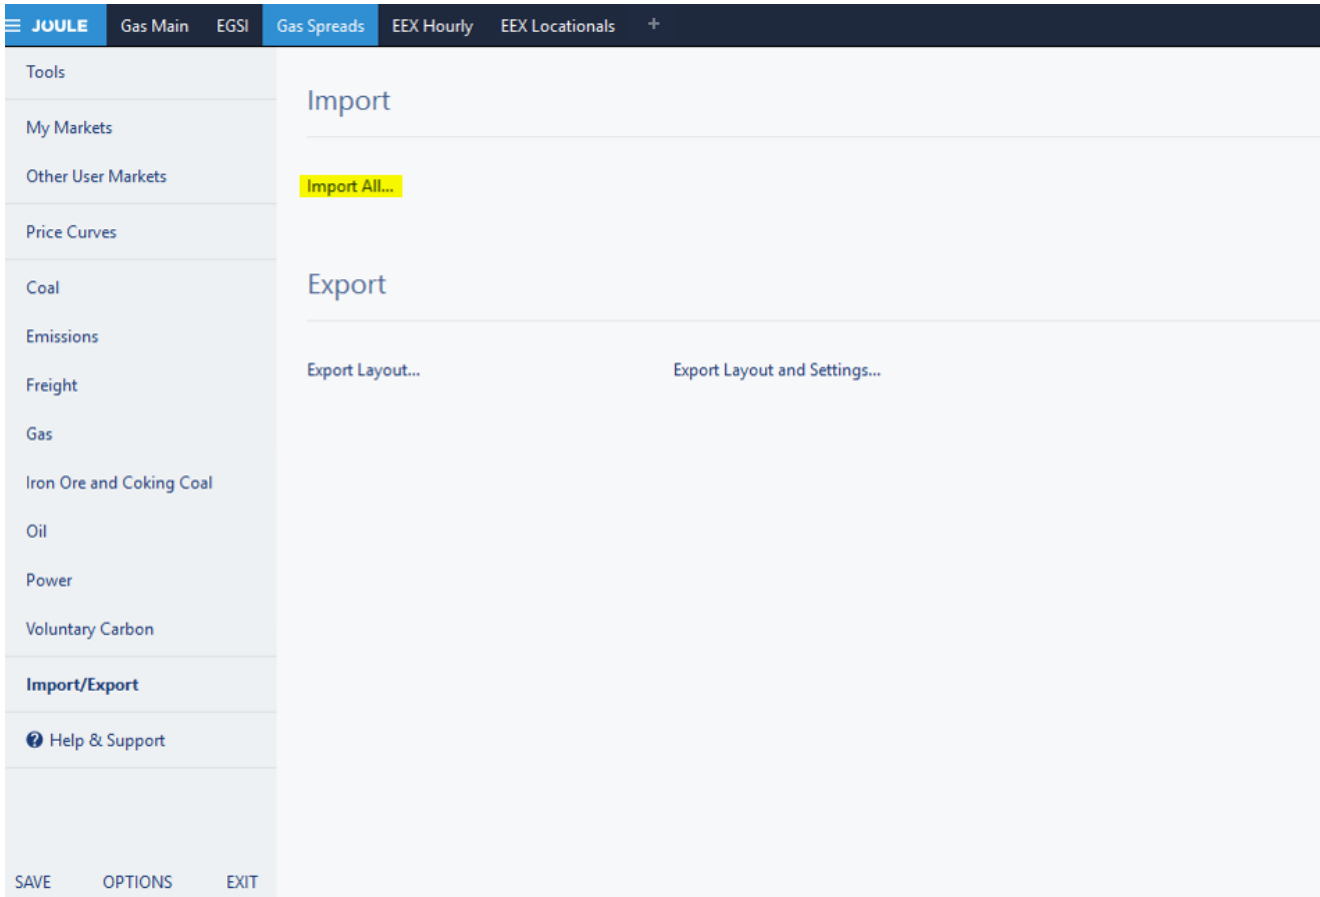 JOULE Gas Main EGSI Gas Spreads EEX Hourly EEX Locationals +
Tools
My Markets
Other User Markets
Price Curves
Coal
Emissions
Freight
Gas
Iron Ore and Coking Coal
Oil
Power
Voluntary Carbon
Import/Export
? Help & Support
SAVE OPTIONS EXIT
Import
Import All...
Export
Export Layout... Export Layout and Settings...